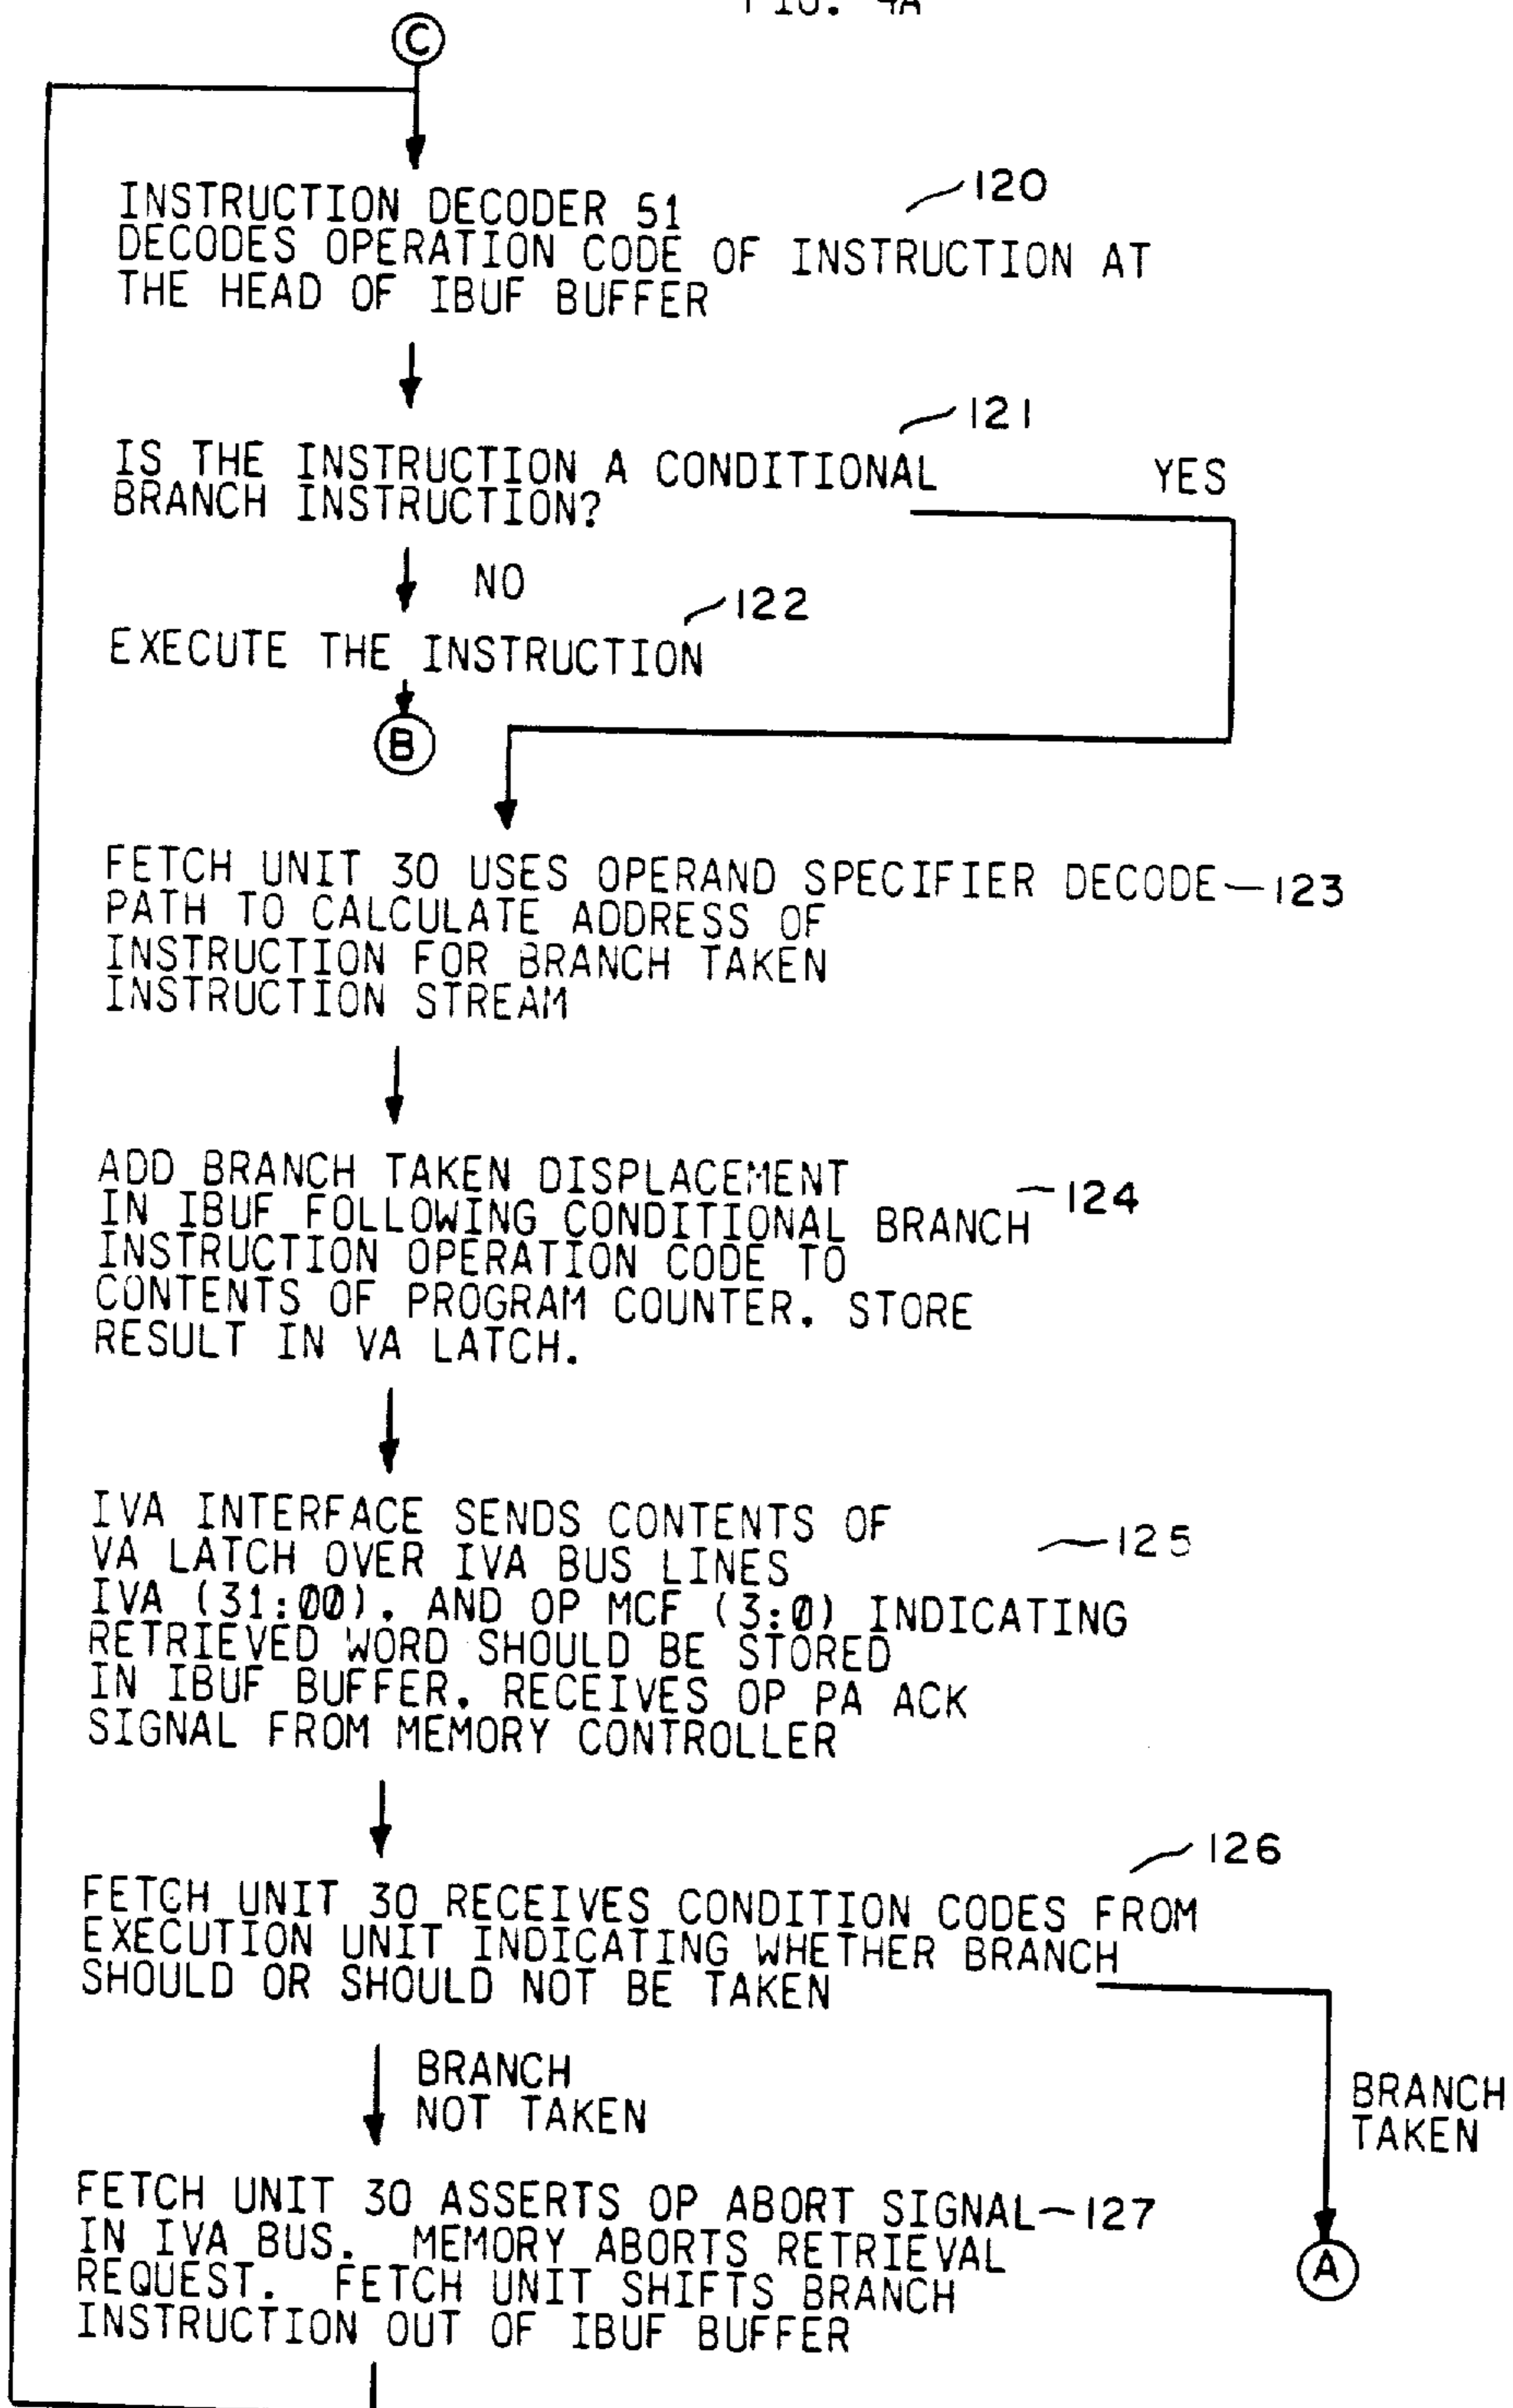 FIG. 4A
C
INSTRUCTION DECODER 51
DECODES OPERATION CODE OF INSTRUCTION AT
THE HEAD OF IBUF BUFFER
120
IS THE INSTRUCTION A CONDITIONAL
BRANCH INSTRUCTION?
121
YES
NO
EXECUTE THE INSTRUCTION
122
B
FETCH UNIT 30 USES OPERAND SPECIFIER DECODE
PATH TO CALCULATE ADDRESS OF
INSTRUCTION FOR BRANCH TAKEN
INSTRUCTION STREAM
123
ADD BRANCH TAKEN DISPLACEMENT
IN IBUF FOLLOWING CONDITIONAL BRANCH
INSTRUCTION OPERATION CODE TO
CONTENTS OF PROGRAM COUNTER. STORE
RESULT IN VA LATCH.
124
IVA INTERFACE SENDS CONTENTS OF
VA LATCH OVER IVA BUS LINES
IVA (31:00), AND OP MCF (3:0) INDICATING
RETRIEVED WORD SHOULD BE STORED
IN IBUF BUFFER. RECEIVES OP PA ACK
SIGNAL FROM MEMORY CONTROLLER
125
FETCH UNIT 30 RECEIVES CONDITION CODES FROM
EXECUTION UNIT INDICATING WHETHER BRANCH
SHOULD OR SHOULD NOT BE TAKEN
126
BRANCH
NOT TAKEN
BRANCH
TAKEN
FETCH UNIT 30 ASSERTS OP ABORT SIGNAL
IN IVA BUS. MEMORY ABORTS RETRIEVAL
REQUEST. FETCH UNIT SHIFTS BRANCH
INSTRUCTION OUT OF IBUF BUFFER
127
A